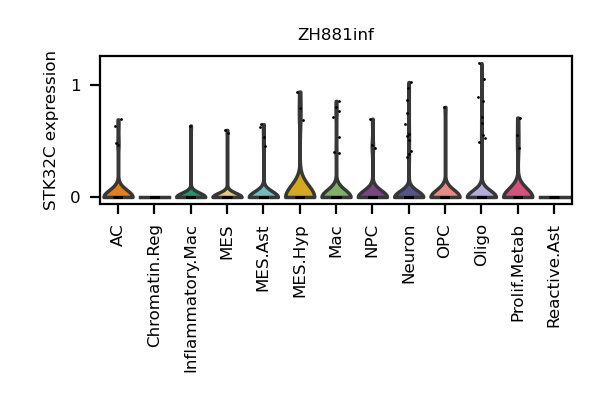 ZH881inf
STK32C expression
1
0
AC
Chromatin.Reg
Inflammatory.Mac
MES
MES.Ast
MES.Hyp
Mac
NPC
Neuron
OPC
Oligo
Prolif.Metab
Reactive.Ast